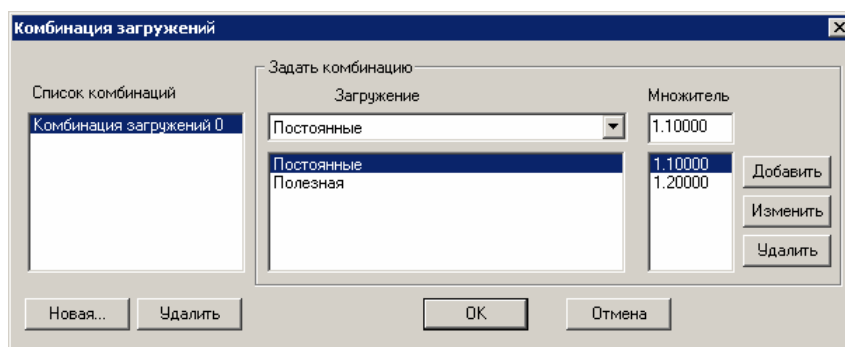 Комбинация загружений
Задать комбинацию
Список комбинаций
Загружение
Множитель
Комбинация загружений 0
Постоянные
1.10000
Постоянные
1.10000
Полезная
1.20000
Добавить
Изменить
Удалить
Новая...
Удалить
OK
Отмена